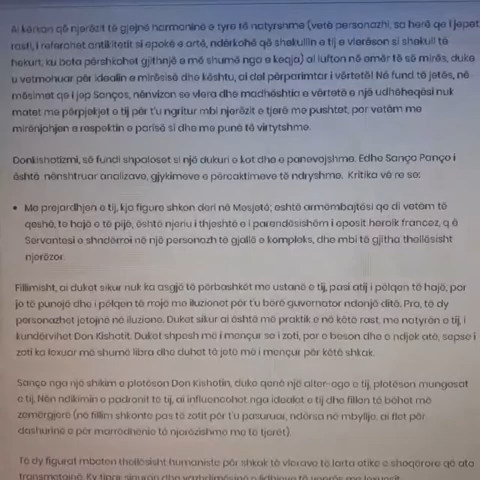 Ai kërkon që njerëzit të gjejnë harmoninë e tyre të natyrshme (vetë personazhi, sa herë që i jepet
rasti, i referohet antikitetit si epokë e artë, ndërkohë që shekullin e tij e vlerëson si shekull të
hekurt, ku bota përshkohet gjithnjë e më shumë nga e keqja) ai lufton në emër të së mirës, duke
u vetmohuar për idealin e mirësisë dhe kështu, ai del përparimtar i vërtetë! Në fund të jetës, në
mësimet që i jep Sanços, nënvizon se vlera dhe madhështia e vërtetë e një udhëheqësi nuk
matet me përpjekjet e tij për t'u ngritur mbi njerëzit e tjerë me pushtet, por vetëm me
mirënjohjen e respektin e parisë si dhe me punë të virtytshme.
Donkishotizmi, së fundi shpaloset si një dukuri e kot dhe e panevojshme. Edhe Sanço Panço i
është nënshtruar analizave, gjykimeve e përcaktimeve të ndryshme. Kritika vë re se:
• Me prejardhjen e tij, kjo figurë shkon deri në Mesjetë; është armëmbajtësi që di vetëm të
qeshë, të hajë e të pijë, është njeriu i thjeshtë e i parëndësishëm i eposit heroik francez, q ë
Servantesi e shndërroi në një personazh të gjallë e kompleks, dhe mbi të gjitha thellësisht
njerëzor.
Fillimisht, ai duket sikur nuk ka asgjë të përbashkët me ustanë e tij, pasi atij i pëlqen të hajë, por
jo të punojë dhe i pëlqen të rrojë me iluzionet për t'u bërë guvernator ndonjë ditë. Pra, të dy
personazhet jetojnë në iluzione. Duket sikur ai është më praktik e në këtë rast, me natyrën e tij, i
kundërvihet Don Kishotit. Duket shpesh më i mençur se i zoti, por e beson dhe e ndjek atë, sepse i
zoti ka lexuar më shumë libra dhe duhet të jetë më i mençur për këtë shkak.
Sanço nga një shikim e plotëson Don Kishotin, duke qenë një alter-ego e tij, plotëson mungesat
e tij. Nën ndikimin e padronit të tij, ai influencohet nga idealet e tij dhe fillon të bëhet më
zemërgjerë (në fillim shkonte pas të zotit për t'u pasuruar, ndërsa në mbyllje, ai flet për
dashurinë e për marrëdhënie të njerëzishme me të tjerët).
Të dy figurat mbeten thellësisht humaniste për shkak të vlerave të larta etike e shoqërore që ata
transmetojnë.